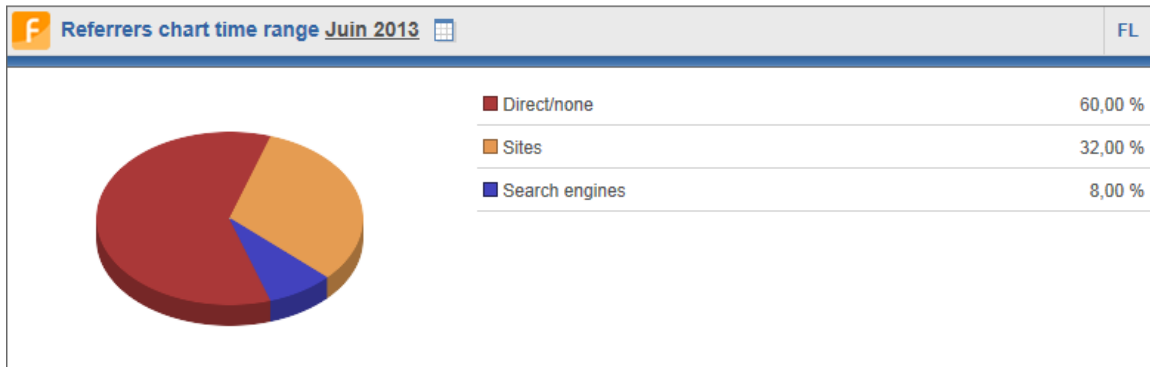 F Referrers chart time range Juin 2013 FL
Direct/none 60,00 %
Sites 32,00 %
Search engines 8,00 %